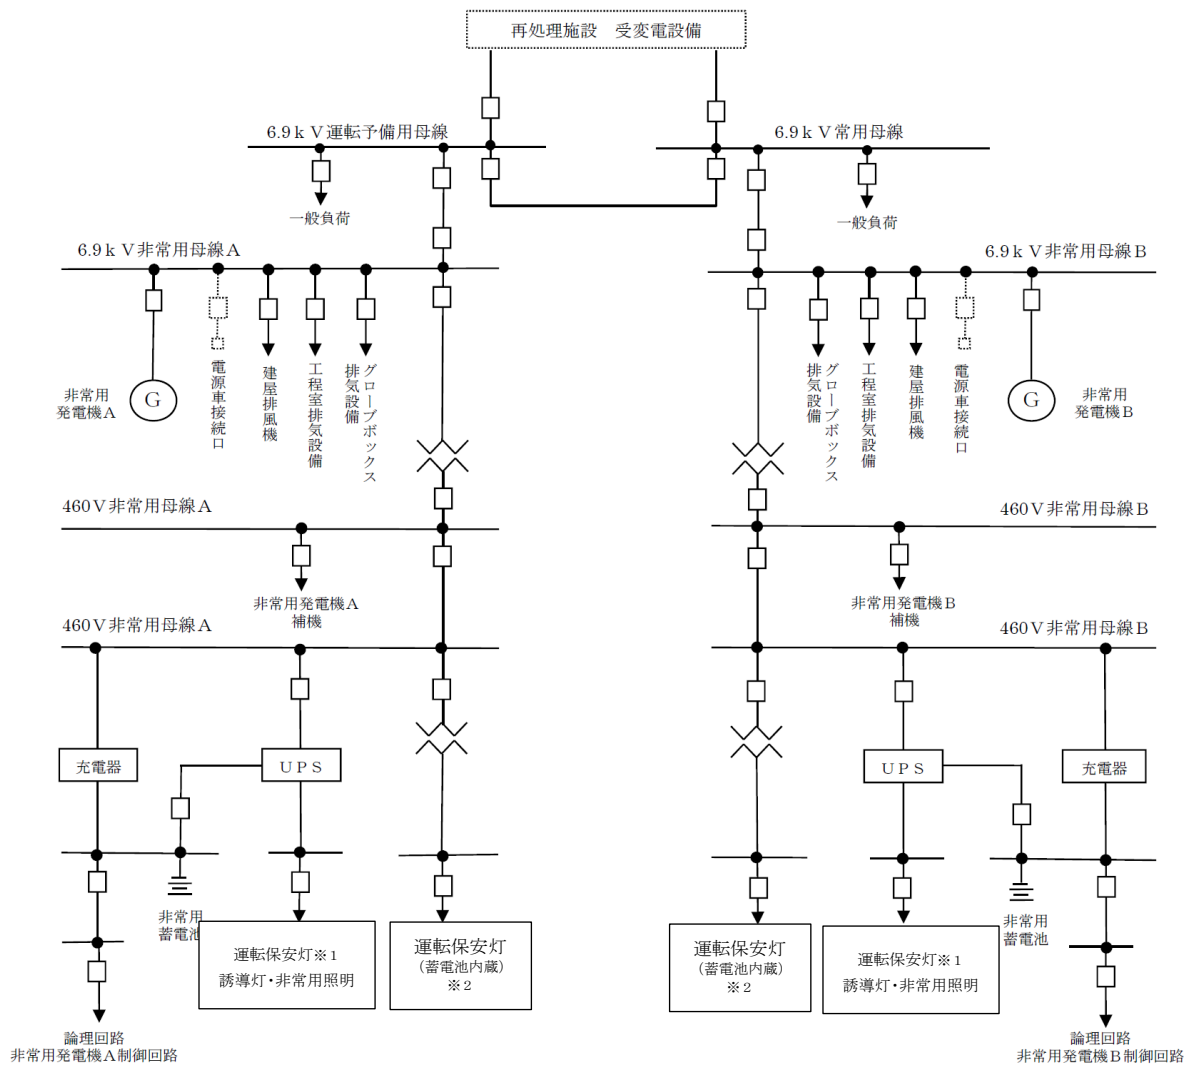 再処理施設　受変電設備
6.9ｋＶ運転予備用母線
6.9ｋＶ常用母線
一般負荷
一般負荷
6.9ｋＶ非常用母線Ａ
6.9ｋＶ非常用母線Ｂ
非常用
発電機Ａ
G
電源車接続口
建屋排風機
工程室排気設備
グローブボックス
排気設備
グローブボックス
排気設備
工程室排気設備
建屋排風機
電源車接続口
G
非常用
発電機Ｂ
460Ｖ非常用母線Ａ
460Ｖ非常用母線Ｂ
非常用発電機Ａ
補機
非常用発電機Ｂ
補機
460Ｖ非常用母線Ａ
460Ｖ非常用母線Ｂ
充電器
ＵＰＳ
ＵＰＳ
充電器
非常用
蓄電池
非常用
蓄電池
運転保安灯※１
誘導灯・非常用照明
運転保安灯
（蓄電池内蔵）
※２
運転保安灯
（蓄電池内蔵）
※２
運転保安灯※１
誘導灯・非常用照明
論理回路
非常用発電機Ａ制御回路
論理回路
非常用発電機Ｂ制御回路